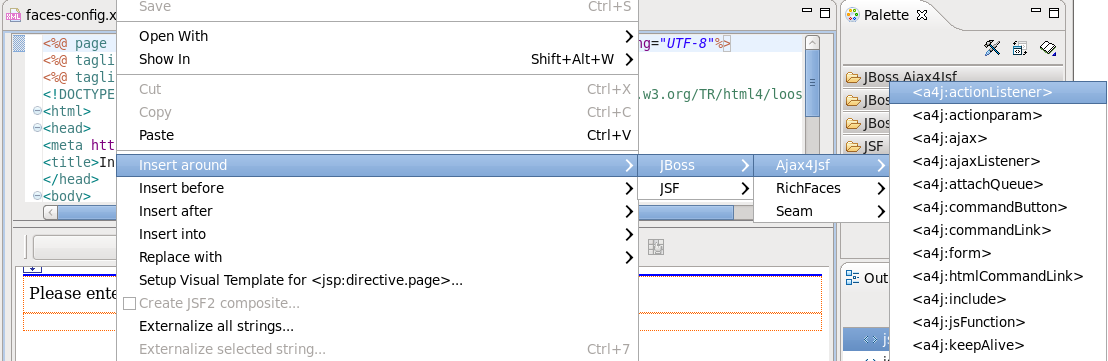 faces-config.x
<%@ page
ng="UTF-8"%>
<%@ tagli
<%@ tagli
<!DOCTYPE
.w3.org/TR/html4/loos
<html>
<head>
<meta htt
<title>In
</head>
<body>
Please ente
Save Ctrl+S
Open With
Show In Shift+Alt+W
Cut Ctrl+X
Copy Ctrl+C
Paste Ctrl+V
Insert around
Insert before
Insert after
Insert into
Replace with
Setup Visual Template for <jsp:directive.page>...
Create JSF2 composite...
Externalize all strings...
Externalize selected string... Ctrl+7
JBoss
JSF
Ajax4Jsf
RichFaces
Seam
Palette
JBoss Ajax4Jsf
JBo
JBo
JSF
Out
js
<a4j:actionListener>
<a4j:actionparam>
<a4j:ajax>
<a4j:ajaxListener>
<a4j:attachQueue>
<a4j:commandButton>
<a4j:commandLink>
<a4j:form>
<a4j:htmlCommandLink>
<a4j:include>
<a4j:jsFunction>
<a4j:keepAlive>